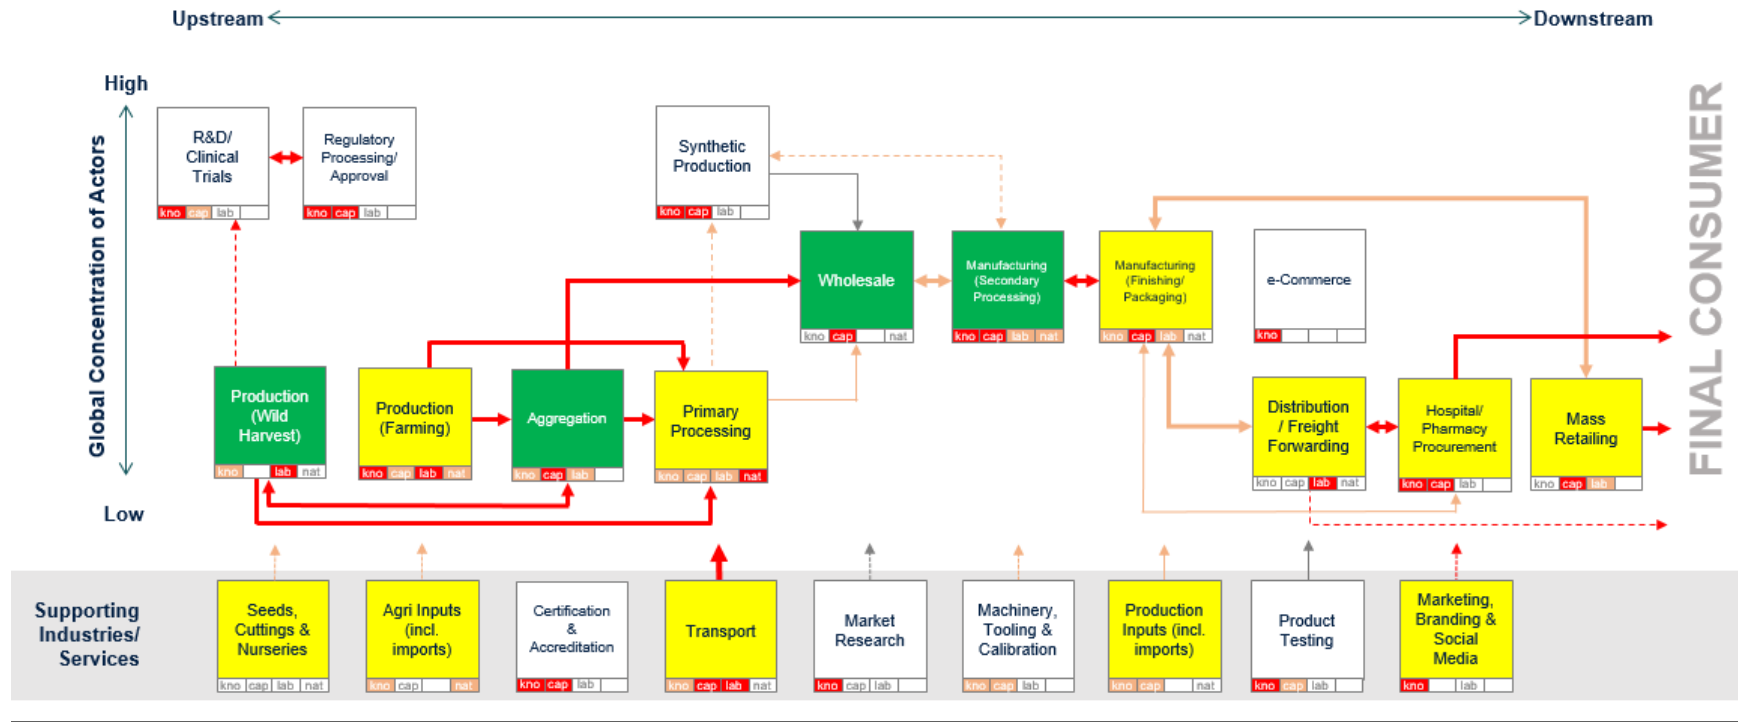 Upstream
Downstream
High
Global Concentration of Actors
Low
R&D/
Clinical
Trials
kno cap lab
Regulatory
Processing/
Approval
kno cap lab
Synthetic
Production
kno cap lab
Wholesale
kno cap nat
Manufacturing
(Secondary
Processing)
kno cap lab nat
Manufacturing
(Finishing/
Packaging)
kno cap lab nat
e-Commerce
kno
FINAL CONSUMER
Production
(Wild
Harvest)
kno lab nat
Production
(Farming)
kno cap lab nat
Aggregation
kno cap lab
Primary
Processing
kno cap lab nat
Distribution
/ Freight
Forwarding
kno cap lab nat
Hospital/
Pharmacy
Procurement
kno cap lab
Mass
Retailing
kno cap lab
Supporting
Industries/
Services
Seeds,
Cuttings &
Nurseries
kno cap lab nat
Agri Inputs
(incl.
imports)
kno cap nat
Certification
&
Accreditation
kno cap lab
Transport
kno cap lab nat
Market
Research
kno cap lab
Machinery,
Tooling &
Calibration
kno cap lab
Production
Inputs (incl.
imports)
kno cap nat
Product
Testing
kno cap lab
Marketing,
Branding &
Social
Media
kno lab